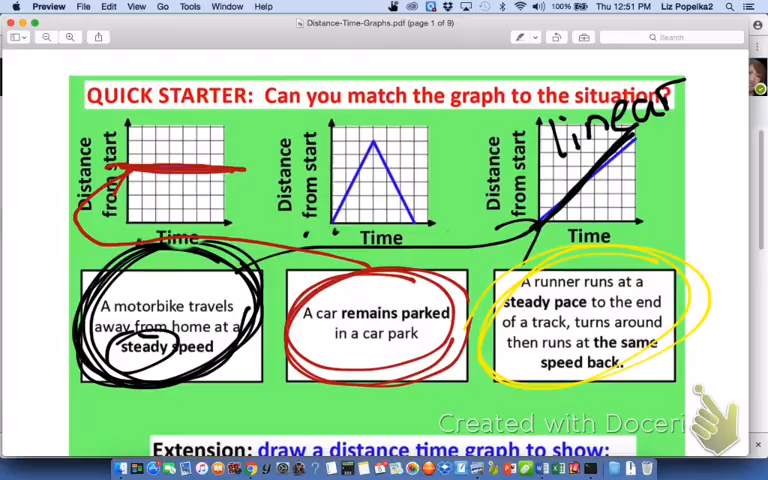 Preview File Edit View Go Tools Window Help
100% Thu 12:51 PM Liz Popelka2
Distance-Time-Graphs.pdf (page 1 of 9)
Search
QUICK STARTER: Can you match the graph to the situation?
linear
Distance
from start
Time
Distance
from start
Time
Distance
from start
Time
A motorbike travels
away from home at a
steady speed
A car remains parked
in a car park
A runner runs at a
steady pace to the end
of a track, turns around
then runs at the same
speed back.
Created with Doceri
Extension: draw a distance time graph to show: